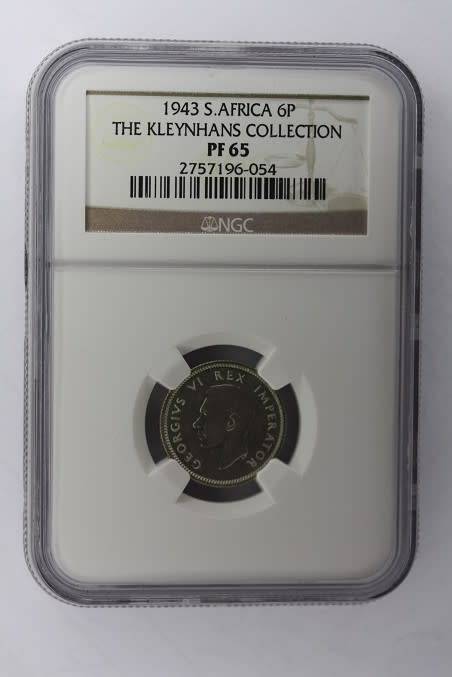 1943 S.AFRICA 6P
THE KLEYNHANS COLLECTION
PF 65
2757196-054
NGC
GEORGIVS VI REX IMPERATOR